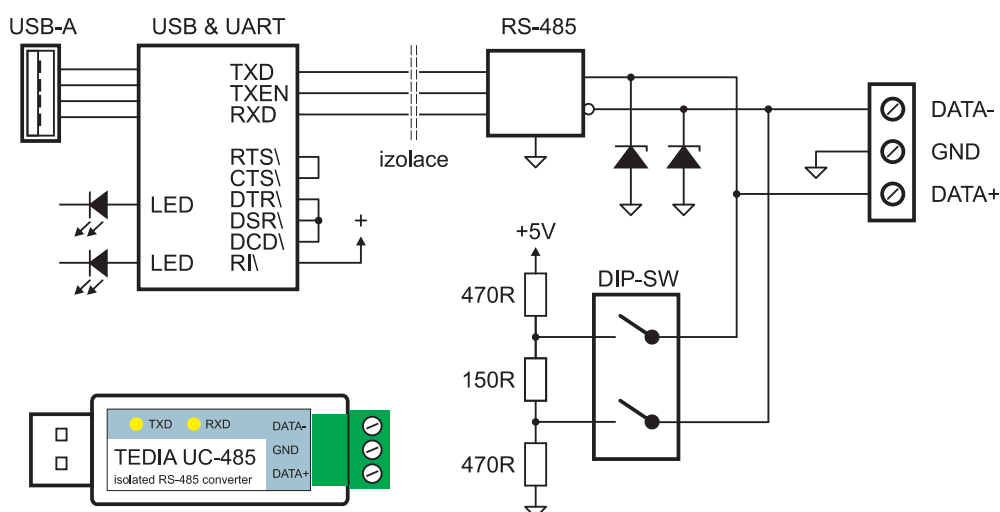 USB-A
USB & UART
RS-485
TXD
TXEN
RXD
izolace
RTS\
CTS\
DTR\
DSR\
DCD\
RI\
+
LED
LED
DATA-
GND
DATA+
+5V
470R
150R
470R
DIP-SW
TXD
RXD
DATA-
GND
DATA+
TEDIA UC-485
isolated RS-485 converter